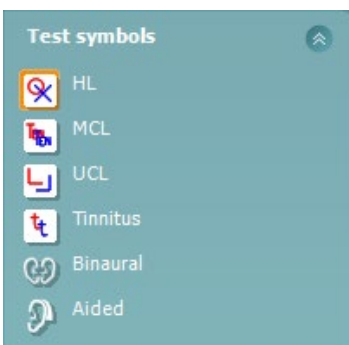 Test symbols
HL
MCL
UCL
Tinnitus
Binaural
Aided